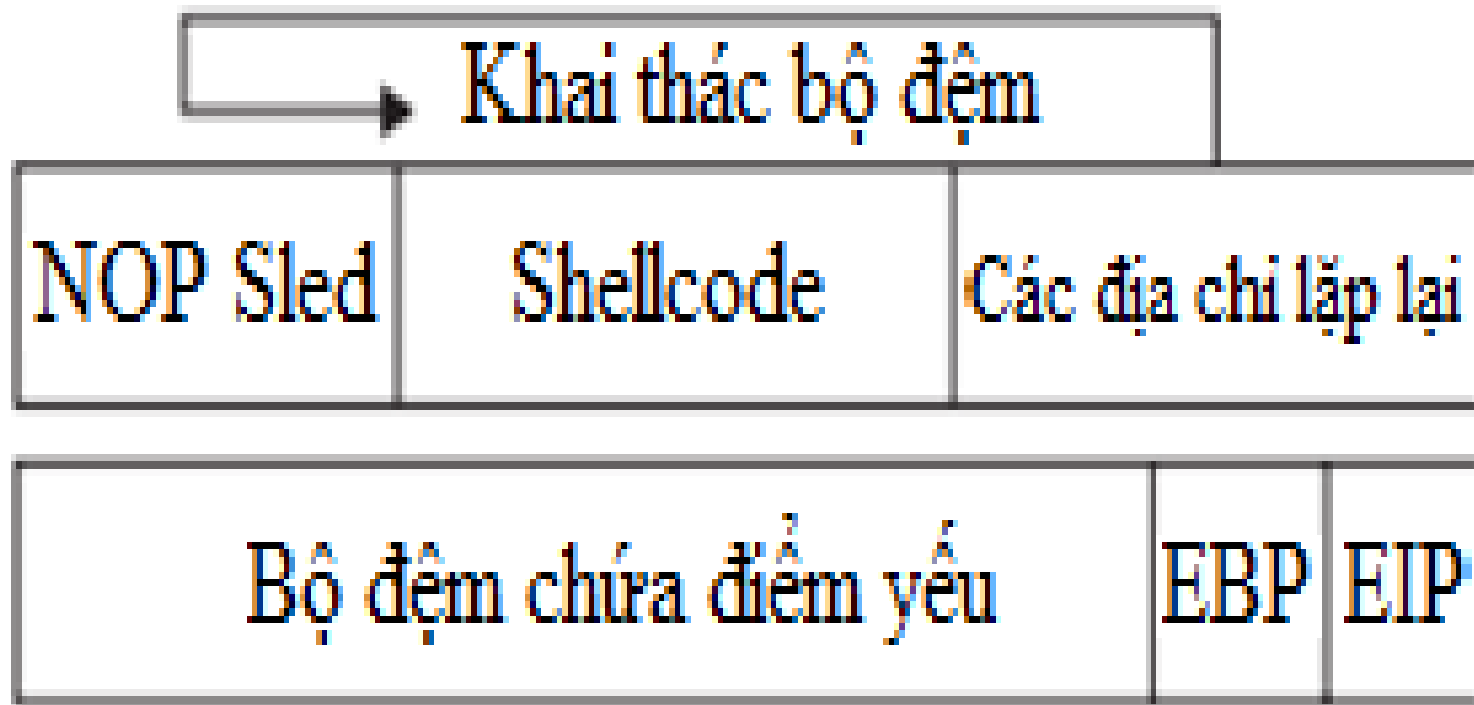 Khai thác bộ đệm
NOP Sled Shellcode Các địa chỉ lặp lại
Bộ đệm chứa điểm yếu EBP EIP